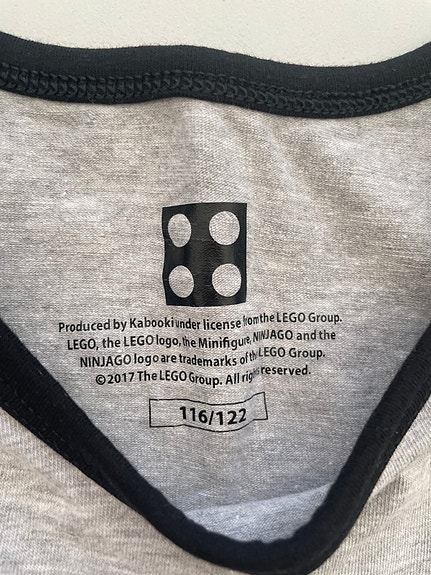 Produced by Kabooki under license from the LEGO Group.
LEGO, the LEGO logo, the Minifigure, NINJAGO and the
NINJAGO logo are trademarks of the LEGO Group.
©2017 The LEGO Group. All rights reserved.
116/122